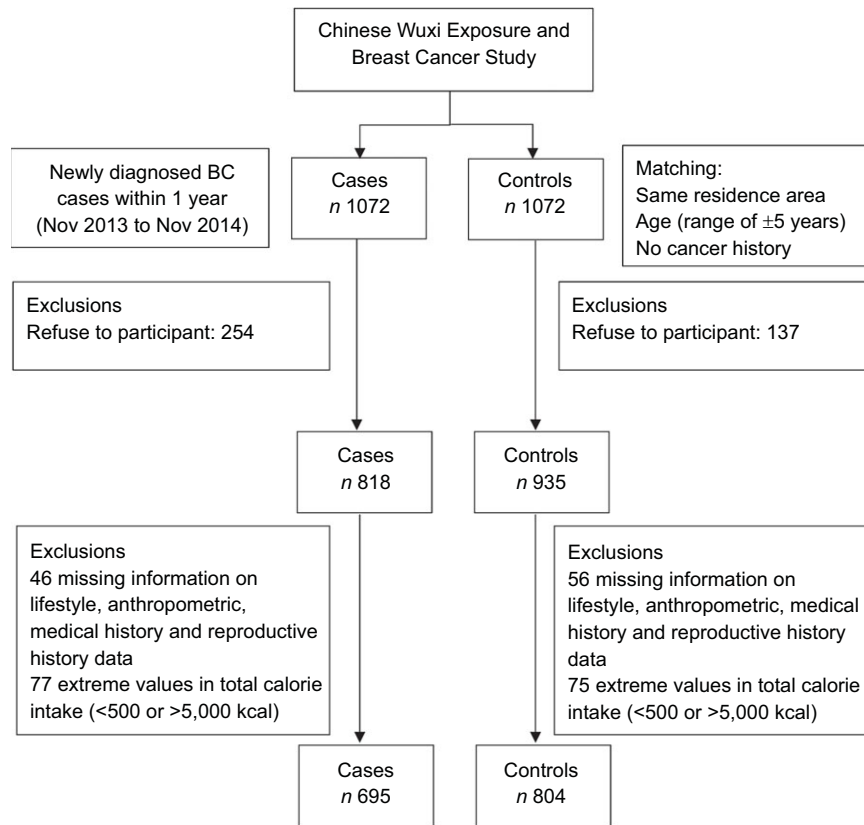 Chinese Wuxi Exposure and
Breast Cancer Study
Newly diagnosed BC
cases within 1 year
(Nov 2013 to Nov 2014)
Cases
n 1072
Controls
n 1072
Matching:
Same residence area
Age (range of ±5 years)
No cancer history
Exclusions
Refuse to participant: 254
Exclusions
Refuse to participant: 137
Cases
n 818
Controls
n 935
Exclusions
46 missing information on
lifestyle, anthropometric,
medical history and reproductive
history data
77 extreme values in total calorie
intake (<500 or >5,000 kcal)
Exclusions
56 missing information on
lifestyle, anthropometric, medical
history and reproductive history
data
75 extreme values in total calorie
intake (<500 or >5,000 kcal)
Cases
n 695
Controls
n 804